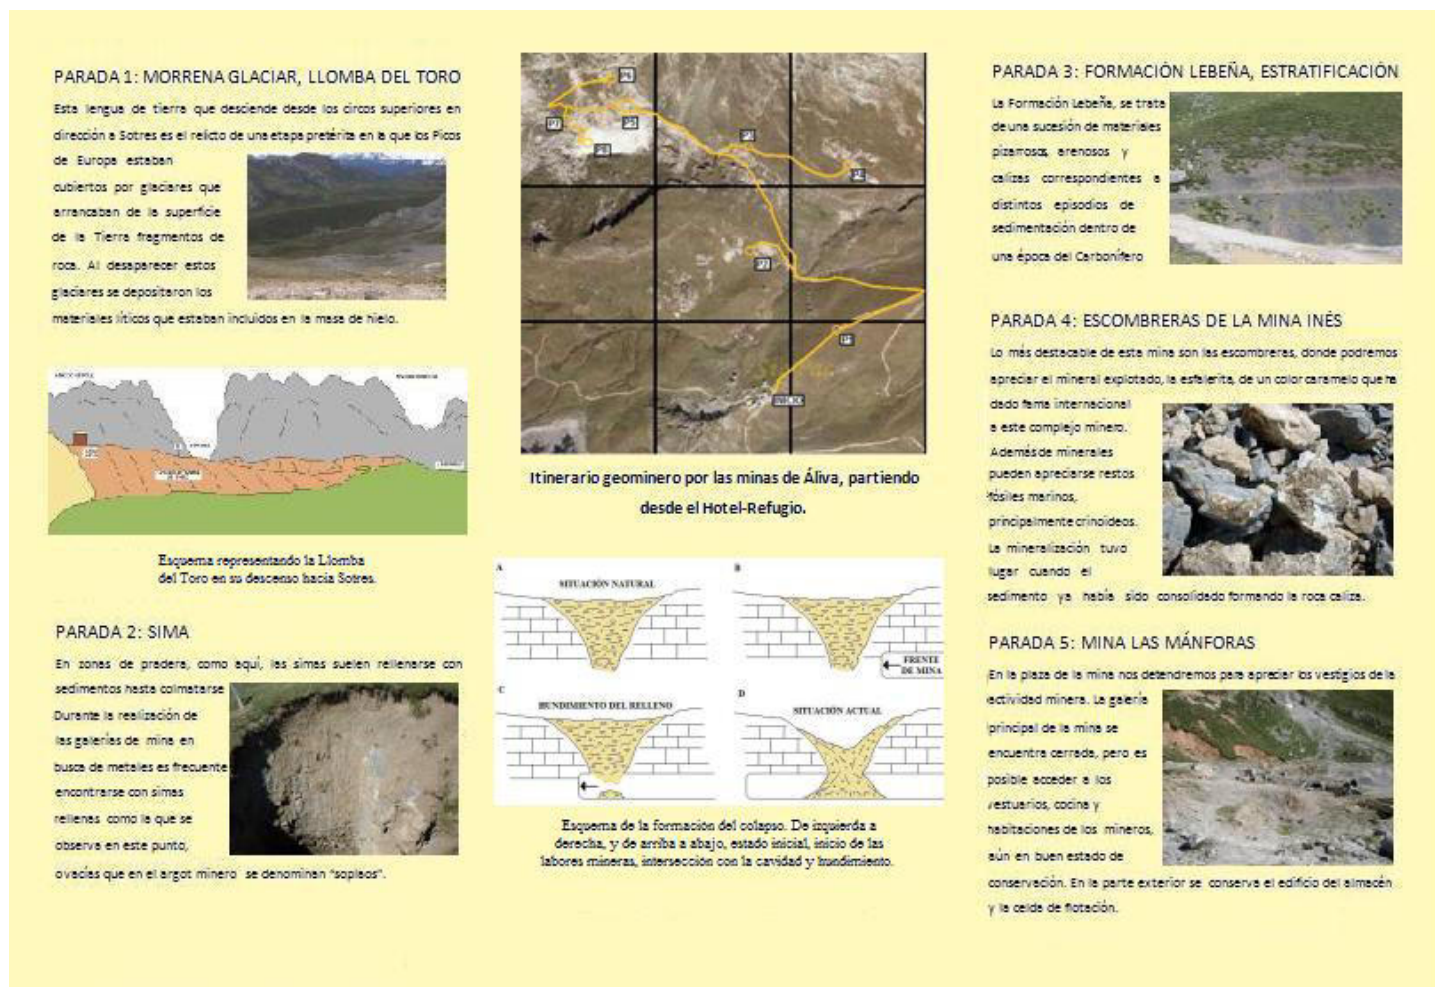 PARADA 1: MORRENA GLACIAR, LLOMBA DEL TORO
Esta lengua de tierra que desciende desde los circos superiores en
dirección a Sotres es el relicto de una etapa pretérita en la que los Picos
de Europa estaban
cubiertos por glaciares que
arrancaban de la superficie
de la Tierra fragmentos de
roca. Al desaparecer estos
glaciares se depositaron los
materiales líticos que estaban incluidos en la masa de hielo.
Esquema representando la Llomba
del Toro en su descenso hacia Sotres.
PARADA 2: SIMA
En zonas de pradera, como aquí, las simas suelen rellenarse con
sedimentos hasta colmatarse
Durante la realización de
las galerías de mina en
busca de metales es frecuente
encontrarse con simas
rellenas como la que se
observa en este punto,
o vacías que en el argot minero se denominan "soplaos".
P6
P7
P5
P8
P3
P4
P2
P1
INICIO
Itinerario geominero por las minas de Áliva, partiendo
desde el Hotel-Refugio.
A
SITUACIÓN NATURAL
B
FRENTE
DE MINA
C
HUNDIMIENTO DEL RELLENO
D
SITUACIÓN ACTUAL
Esquema de la formación del colapso. De izquierda a
derecha, y de arriba a abajo, estado inicial, inicio de las
labores mineras, intersección con la cavidad y hundimiento.
PARADA 3: FORMACIÓN LEBEÑA, ESTRATIFICACIÓN
La Formación Lebeña, se trata
de una sucesión de materiales
pizarrosos, arenosos y
calizas correspondientes a
distintos episodios de
sedimentación dentro de
una época del Carbonífero
PARADA 4: ESCOMBRERAS DE LA MINA INÉS
Lo más destacable de esta mina son las escombreras, donde podremos
apreciar el mineral explotado, la esfalerita, de un color caramelo que ha
dado fama internacional
a este complejo minero.
Además de minerales
pueden apreciarse restos
fósiles marinos,
principalmente crinoideos.
La mineralización tuvo
lugar cuando el
sedimento ya había sido consolidado formando la roca caliza.
PARADA 5: MINA LAS MÁNFORAS
En la plaza de la mina nos detendremos para apreciar los vestigios de la
actividad minera. La galería
principal de la mina se
encuentra cerrada, pero es
posible acceder a los
vestuarios, cocina y
habitaciones de los mineros,
aún en buen estado de
conservación. En la parte exterior se conserva el edificio del almacén
y la celda de flotación.